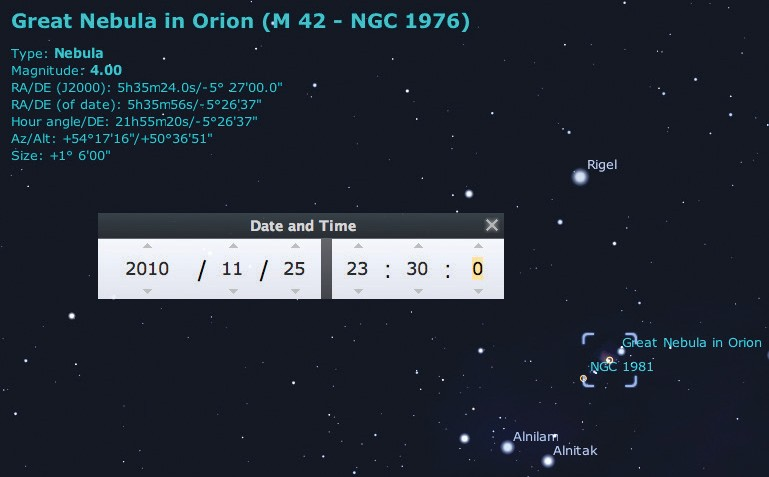 Great Nebula in Orion (M 42 - NGC 1976)
Type: Nebula
Magnitude: 4.00
RA/DE (J2000): 5h35m24.0s/-5° 27'00.0"
RA/DE (of date): 5h35m56s/-5°26'37"
Hour angle/DE: 21h55m20s/-5°26'37"
Az/Alt: +54°17'16"/+50°36'51"
Size: +1° 6'00"
Rigel
Date and Time
2010 / 11 / 25 23 : 30 : 0
Great Nebula in Orion
NGC 1981
Alnilam
Alnitak